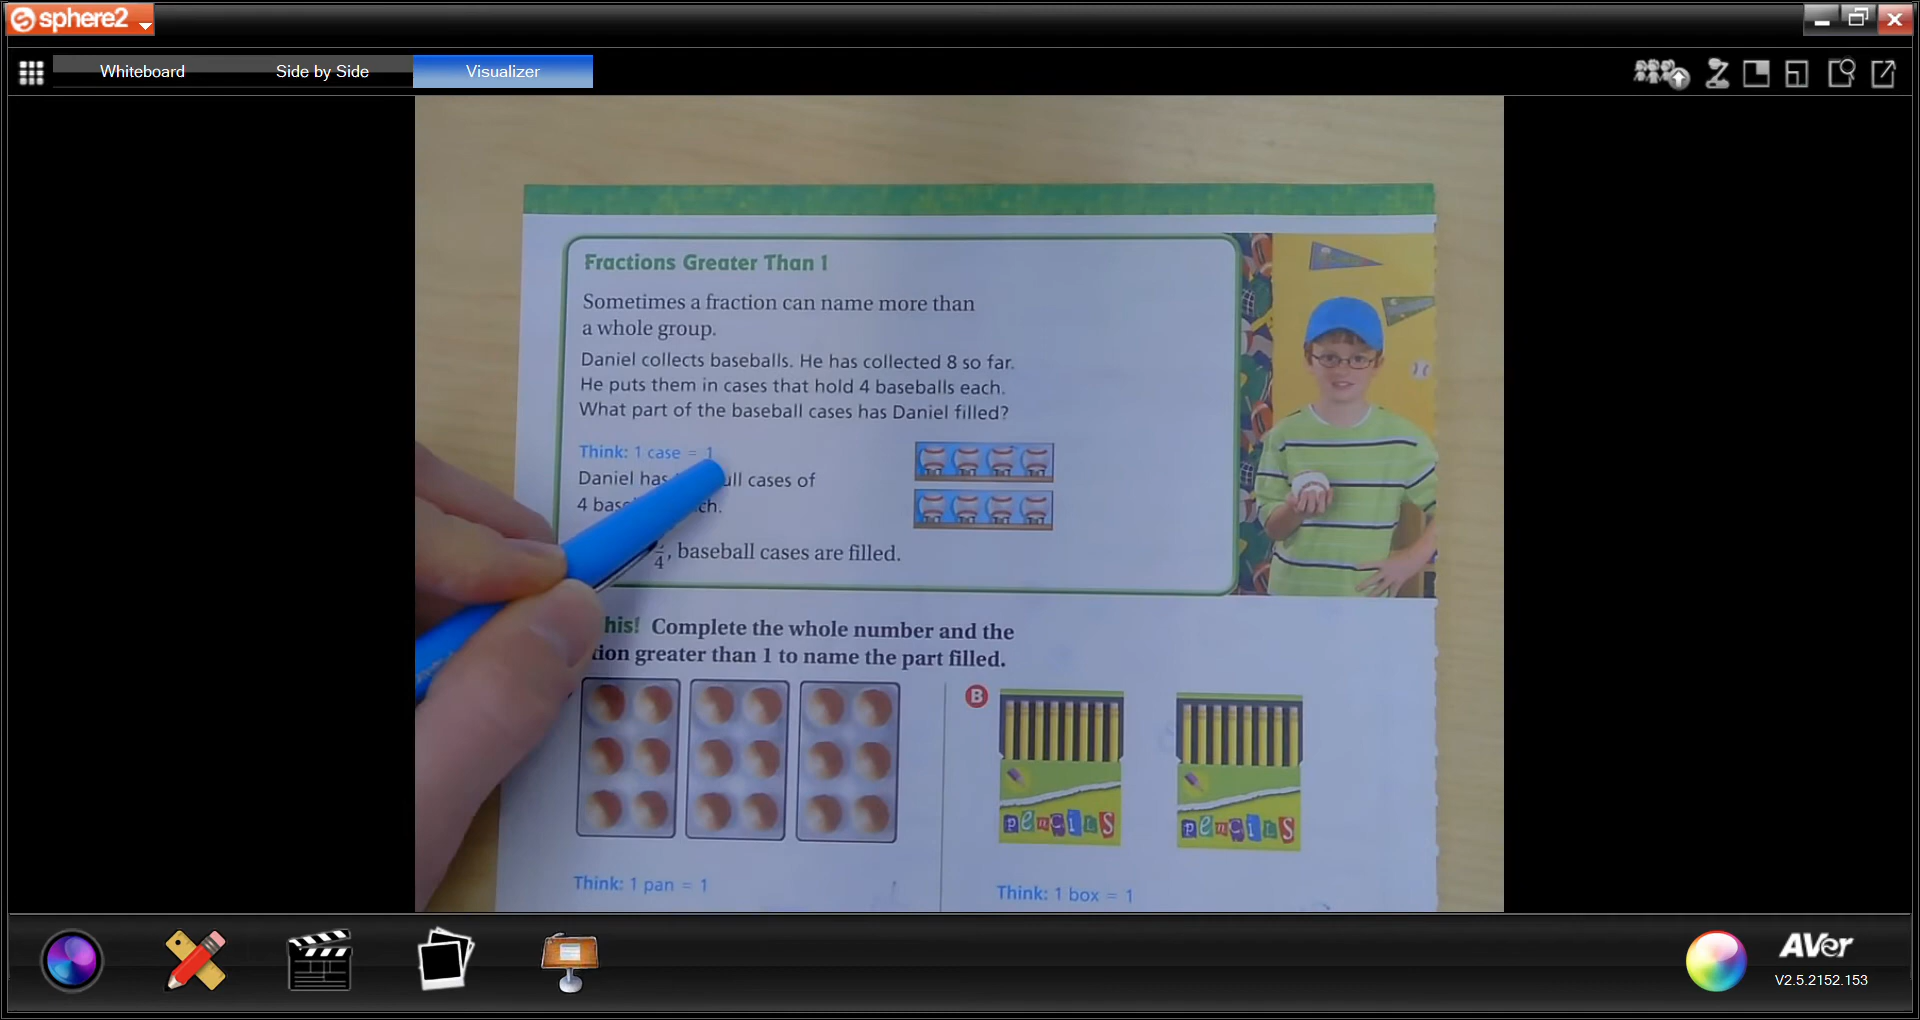 sphere2
Whiteboard
Side by Side
Visualizer
Fractions Greater Than 1
Sometimes a fraction can name more than
a whole group.
Daniel collects baseballs. He has collected 8 so far.
He puts them in cases that hold 4 baseballs each.
What part of the baseball cases has Daniel filled?
Think: 1 case = 1
Daniel has ull cases of
4 bas ch.
4, baseball cases are filled.
his! Complete the whole number and the
ion greater than 1 to name the part filled.
B
pencils
pencils
Think: 1 pan = 1
Think: 1 box = 1
AVer
V2.5.2152.153